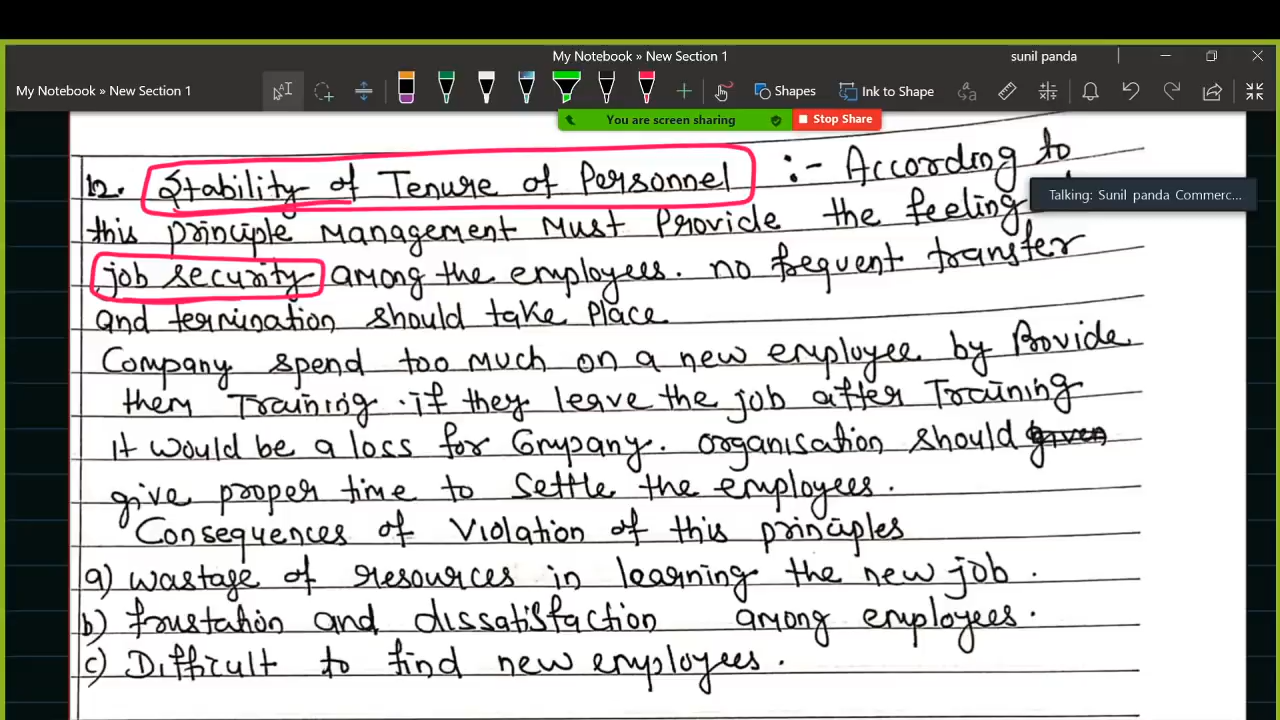 My Notebook » New Section 1
sunil panda
My Notebook » New Section 1
Shapes
Ink to Shape
You are screen sharing
Stop Share
Talking: Sunil panda Commerc...
12. Stability of Tenure of Personnel :- According to
this principle management must provide the feeling
job security among the employees. no frequent transfer
and termination should take place
Company spend too much on a new employee by Provide
them Training. if they leave the job after Training
it would be a loss for Company. organisation should given
give proper time to settle the employees.
Consequences of Violation of this principles
a) wastage of resources in learning the new job.
b) frustation and dissatisfaction among employees.
c) Difficult to find new employees.